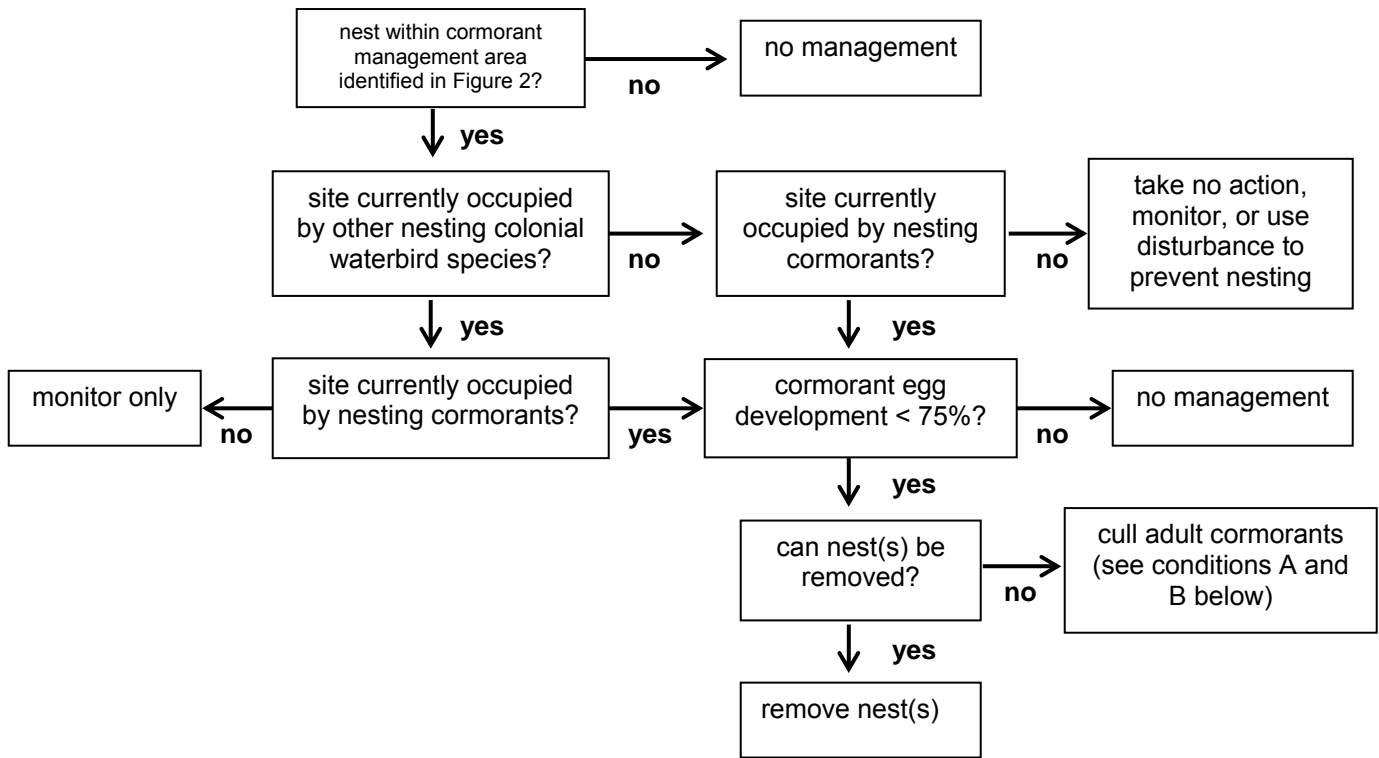 nest within cormorant
management area
identified in Figure 2?
no
no management
yes
site currently occupied
by other nesting colonial
waterbird species?
no
site currently
occupied by nesting
cormorants?
no
take no action,
monitor, or use
disturbance to
prevent nesting
yes
yes
monitor only
no
site currently occupied
by nesting cormorants?
yes
cormorant egg
development < 75%?
no
no management
yes
can nest(s) be
removed?
no
cull adult cormorants
(see conditions A and
B below)
yes
remove nest(s)